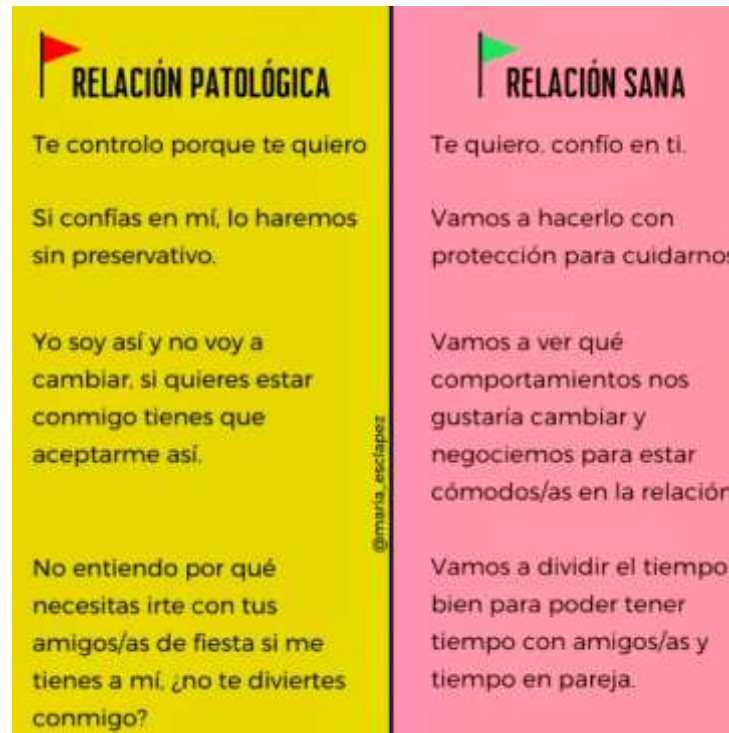 RELACIÓN PATOLÓGICA
Te controlo porque te quiero
Si confías en mí, lo haremos
sin preservativo.
Yo soy así y no voy a
cambiar, si quieres estar
conmigo tienes que
aceptarme así.
No entiendo por qué
necesitas irte con tus
amigos/as de fiesta si me
tienes a mí, ¿no te diviertes
conmigo?
@maria_esclapez
RELACIÓN SANA
Te quiero. confío en ti.
Vamos a hacerlo con
protección para cuidarnos
Vamos a ver qué
comportamientos nos
gustaría cambiar y
negociemos para estar
cómodos/as en la relación
Vamos a dividir el tiempo
bien para poder tener
tiempo con amigos/as y
tiempo en pareja.